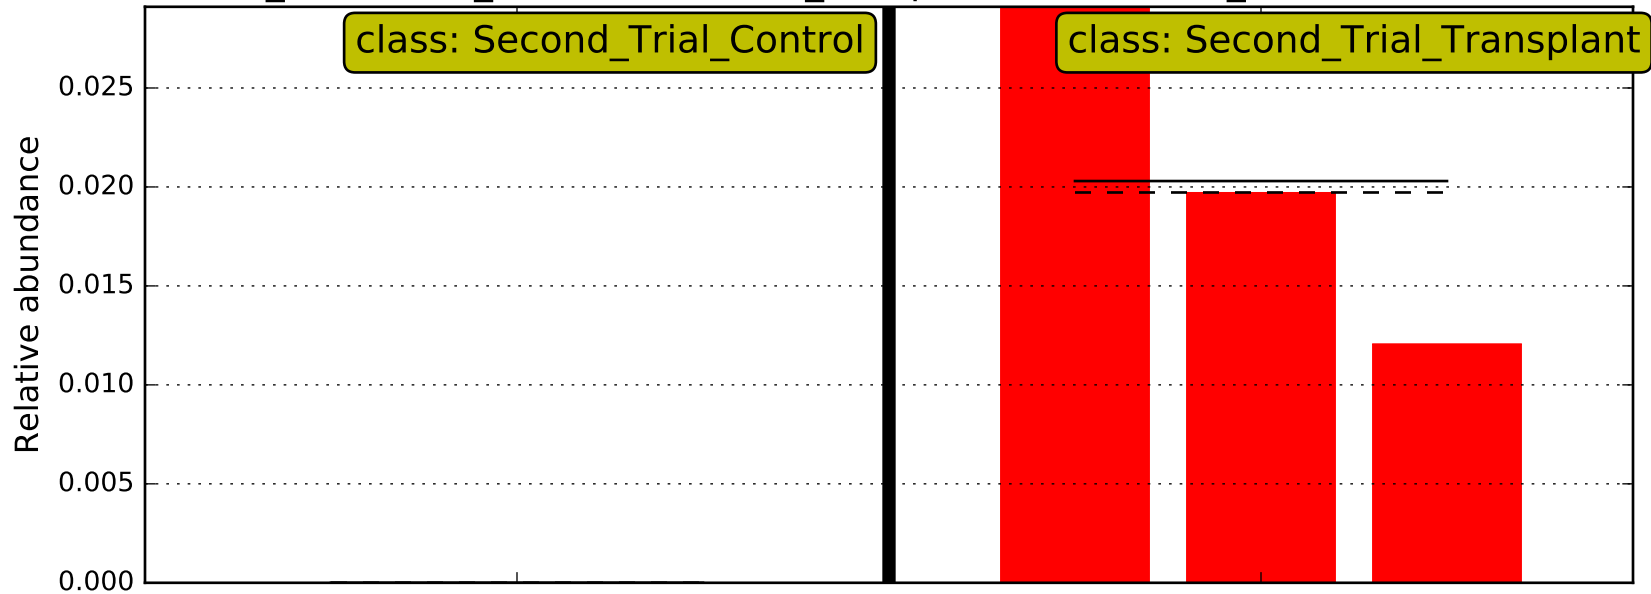 class: Second_Trial_Control
class: Second_Trial_Transplant
Relative abundance
0.025
0.020
0.015
0.010
0.005
0.000